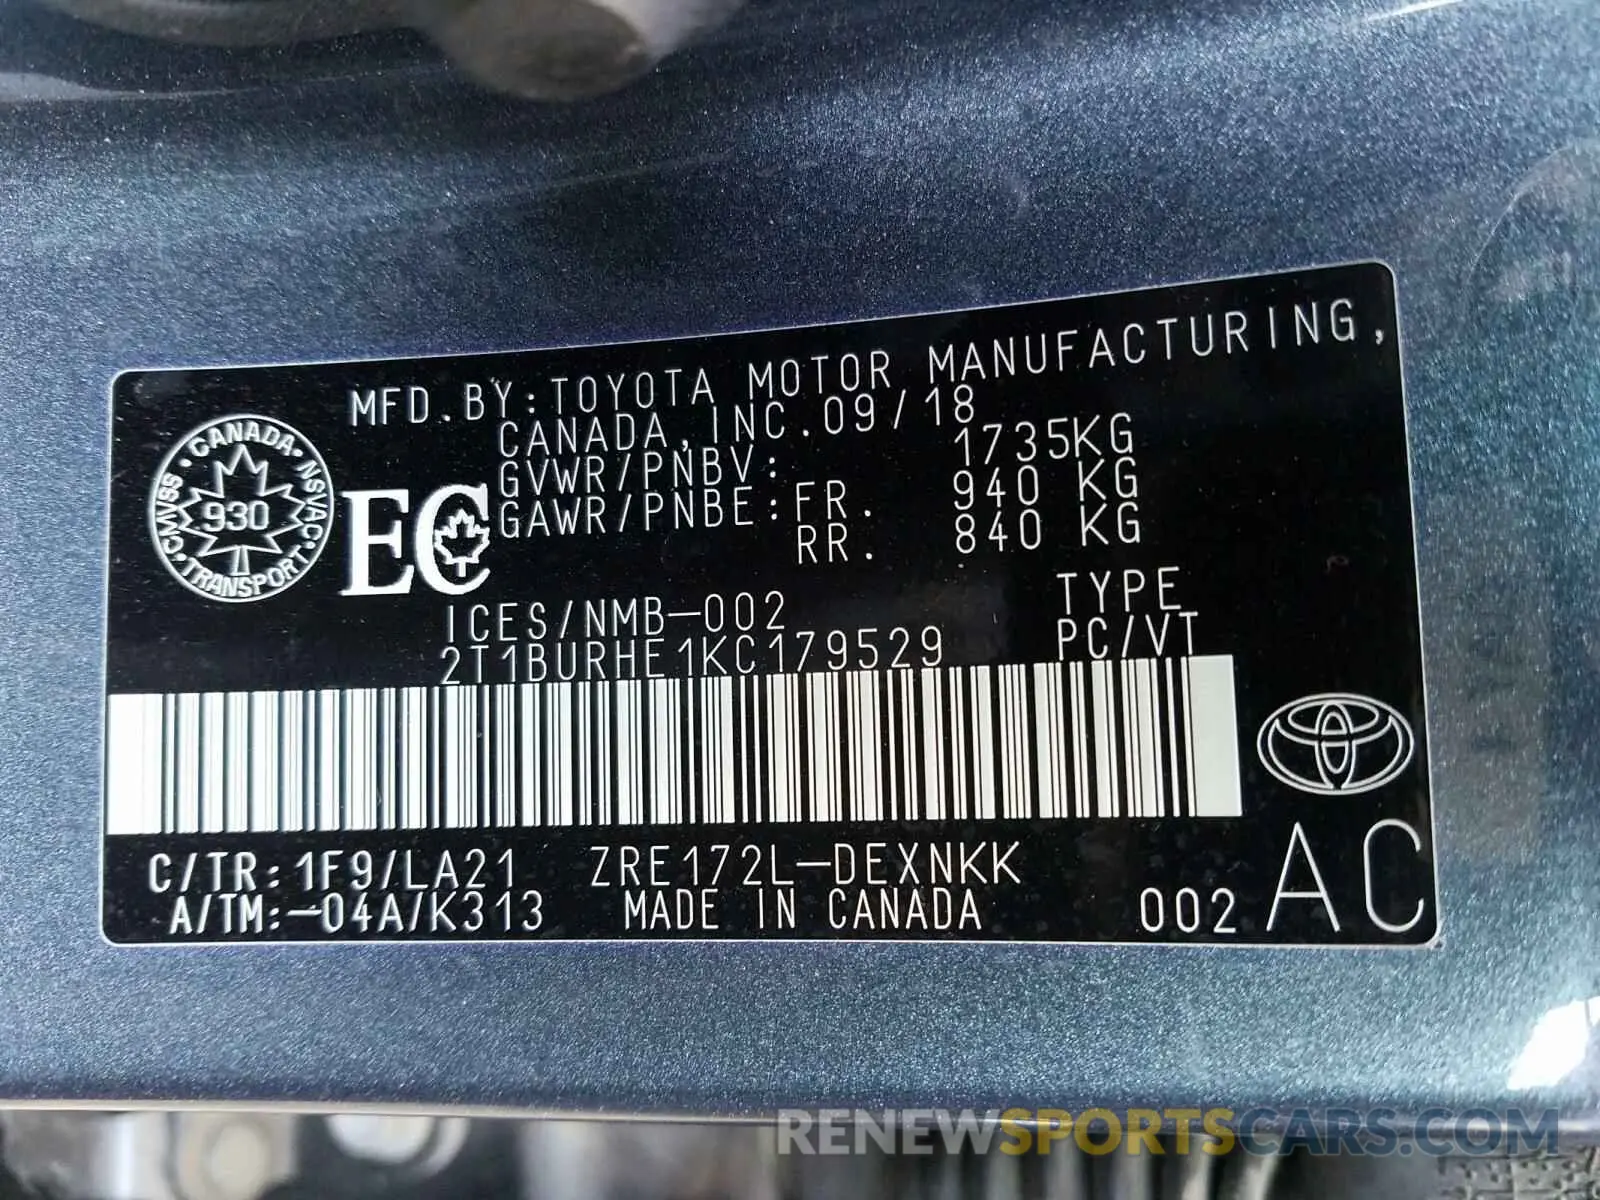 MFD.BY:TOYOTA MOTOR MANUFACTURING,
CANADA,INC.09/18
GVWR/PNBV: 1735KG
GAWR/PNBE:FR. 940 KG
RR. 840 KG
CANADA
CMVSS 930 NSVAC
TRANSPORT
EC
ICES/NMB-002 TYPE
2T1BURHE1KC179529 PC/VT
C/TR:1F9/LA21 ZRE172L-DEXNKK
A/TM:-04A/K313 MADE IN CANADA 002 AC
RENEWSPORTSCARS.COM